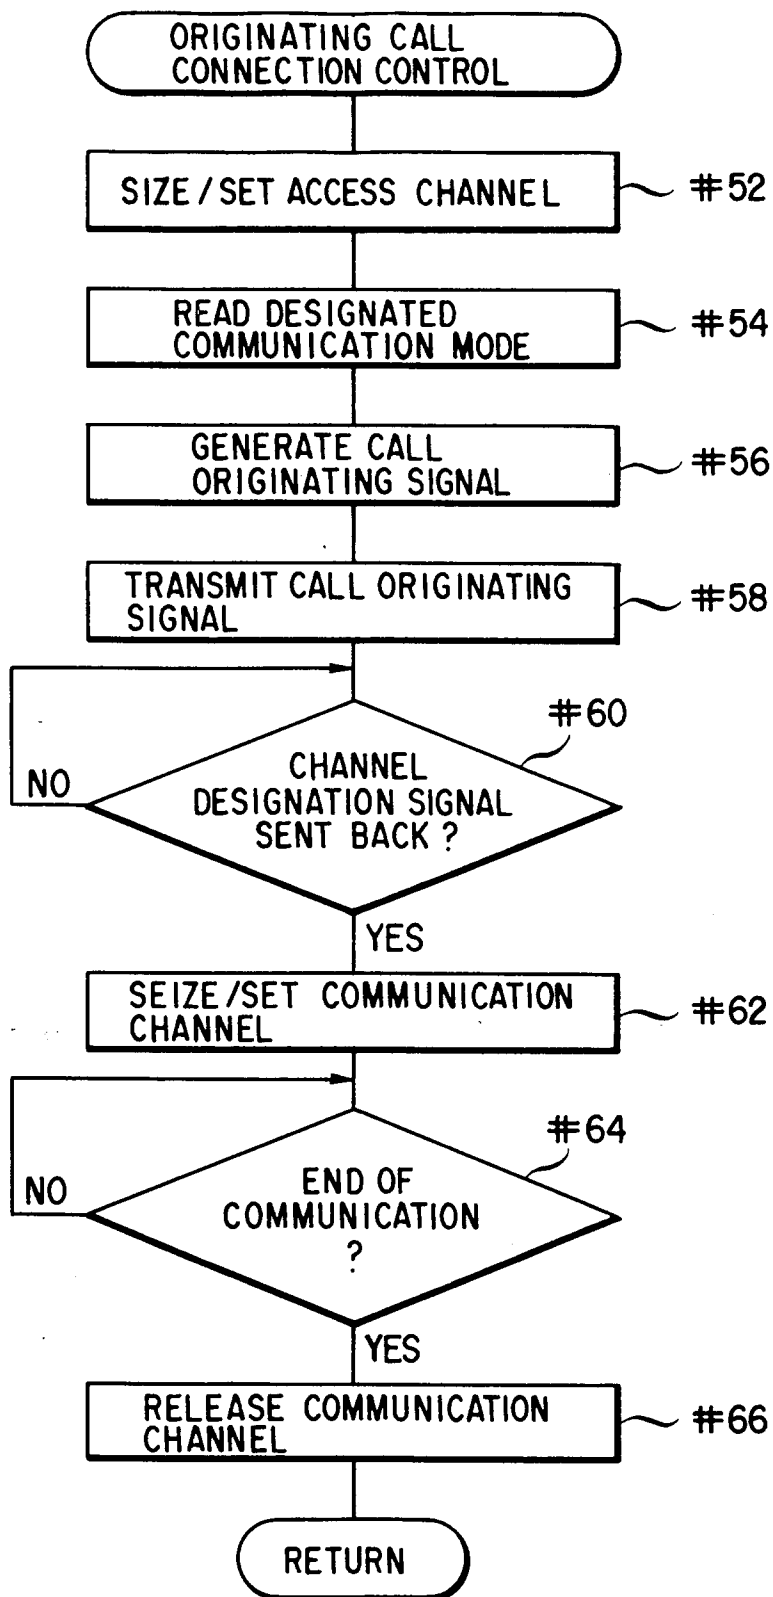 ORIGINATING CALL
CONNECTION CONTROL
SIZE/SET ACCESS CHANNEL
#52
READ DESIGNATED
COMMUNICATION MODE
#54
GENERATE CALL
ORIGINATING SIGNAL
#56
TRANSMIT CALL ORIGINATING
SIGNAL
#58
#60
NO
CHANNEL
DESIGNATION SIGNAL
SENT BACK ?
YES
SEIZE/SET COMMUNICATION
CHANNEL
#62
#64
NO
END OF
COMMUNICATION
?
YES
RELEASE COMMUNICATION
CHANNEL
#66
RETURN